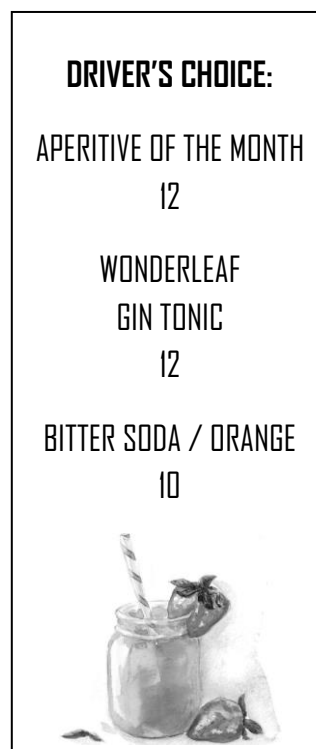 DRIVER'S CHOICE:
APERITIVE OF THE MONTH
12
WONDERLEAF
GIN TONIC
12
BITTER SODA / ORANGE
10